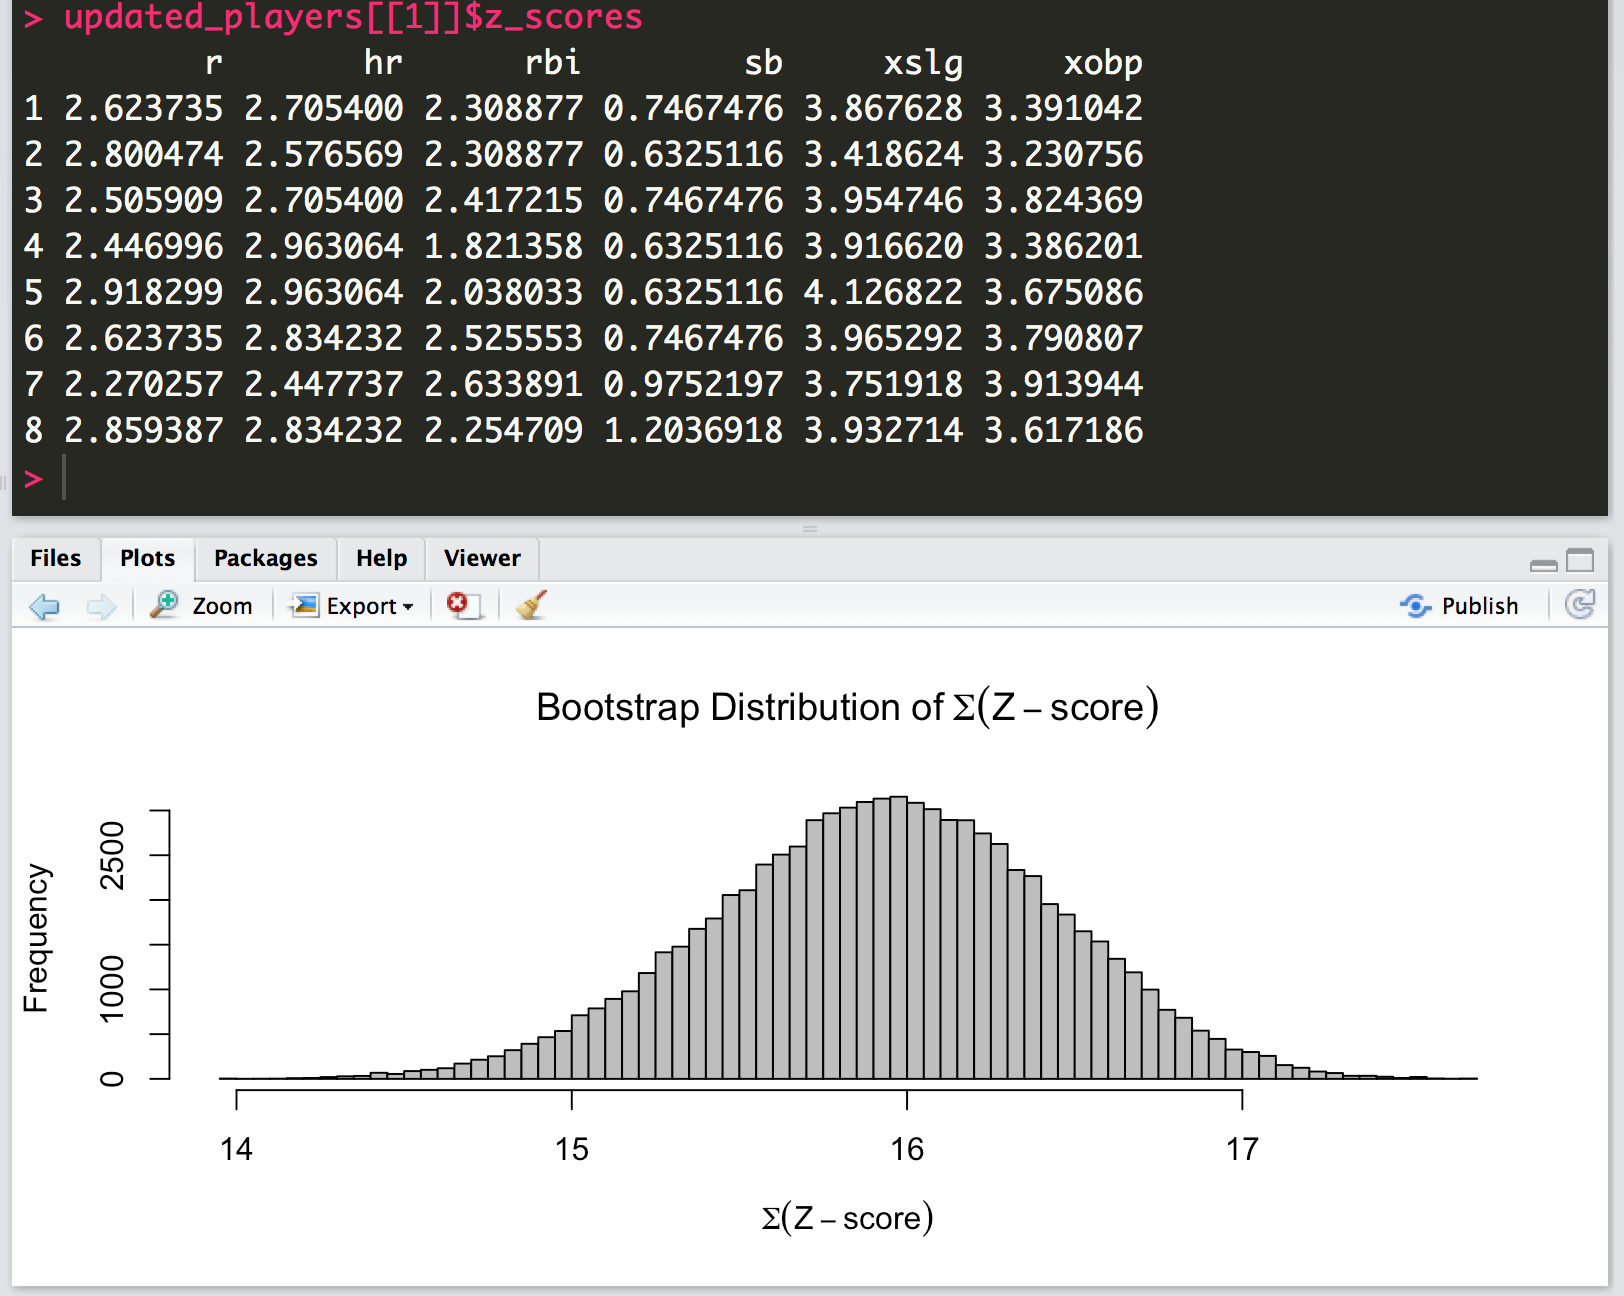 > updated_players[[1]]$z_scores
r hr rbi sb xslg xobp
1 2.623735 2.705400 2.308877 0.7467476 3.867628 3.391042
2 2.800474 2.576569 2.308877 0.6325116 3.418624 3.230756
3 2.505909 2.705400 2.417215 0.7467476 3.954746 3.824369
4 2.446996 2.963064 1.821358 0.6325116 3.916620 3.386201
5 2.918299 2.963064 2.038033 0.6325116 4.126822 3.675086
6 2.623735 2.834232 2.525553 0.7467476 3.965292 3.790807
7 2.270257 2.447737 2.633891 0.9752197 3.751918 3.913944
8 2.859387 2.834232 2.254709 1.2036918 3.932714 3.617186
>
Files Plots Packages Help Viewer
Zoom Export Publish
Bootstrap Distribution of Σ(Z – score)
Frequency
2500
1000
0
14 15 16 17
Σ(Z – score)